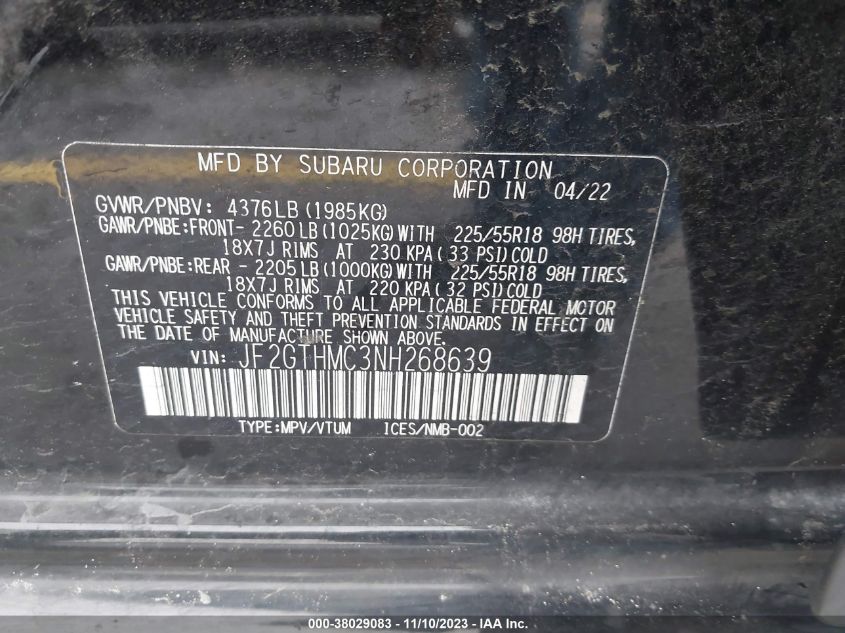 MFD BY SUBARU CORPORATION
MFD IN 04/22
GVWR/PNBV: 4376LB (1985KG)
GAWR/PNBE:FRONT- 2260LB (1025KG) WITH 225/55R18 98H TIRES,
18X7J RIMS AT 230 KPA ( 33 PSI) COLD
GAWR/PNBE:REAR - 2205LB (1000KG) WITH 225/55R18 98H TIRES,
18X7J RIMS AT 220 KPA ( 32 PSI) COLD
THIS VEHICLE CONFORMS TO ALL APPLICABLE FEDERAL MOTOR
VEHICLE SAFETY AND THEFT PREVENTION STANDARDS IN EFFECT ON
THE DATE OF MANUFACTURE SHOWN ABOVE.
VIN: JF2GTHMC3NH268639
TYPE:MPV/VTUM ICES/NMB-002
000-38029083 - 11/10/2023 - IAA Inc.